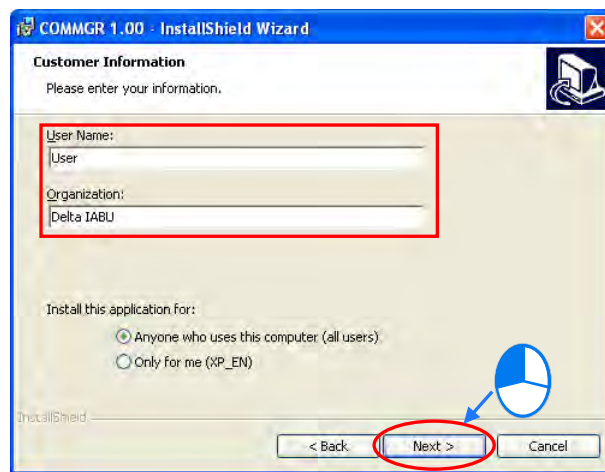 COMMGR 1.00 - InstallShield Wizard
Customer Information
Please enter your information.
User Name:
User
Organization:
Delta IABU
Install this application for:
Anyone who uses this computer (all users)
Only for me (XP_EN)
InstallShield
< Back
Next >
Cancel